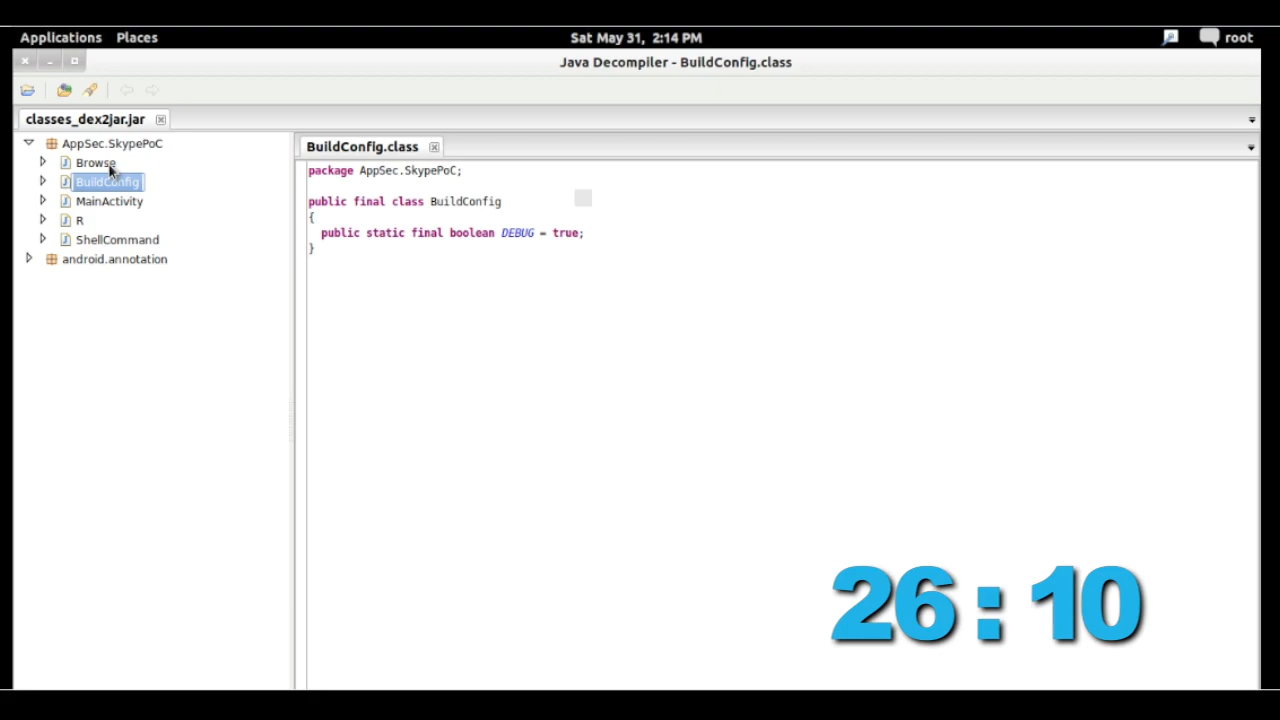 Applications Places Sat May 31, 2:14 PM root
Java Decompiler - BuildConfig.class
classes_dex2jar.jar
AppSec.SkypePoC
Browse
BuildConfig
MainActivity
R
ShellCommand
android.annotation
BuildConfig.class
package AppSec.SkypePoC;
public final class BuildConfig
{
public static final boolean DEBUG = true;
}
26:10